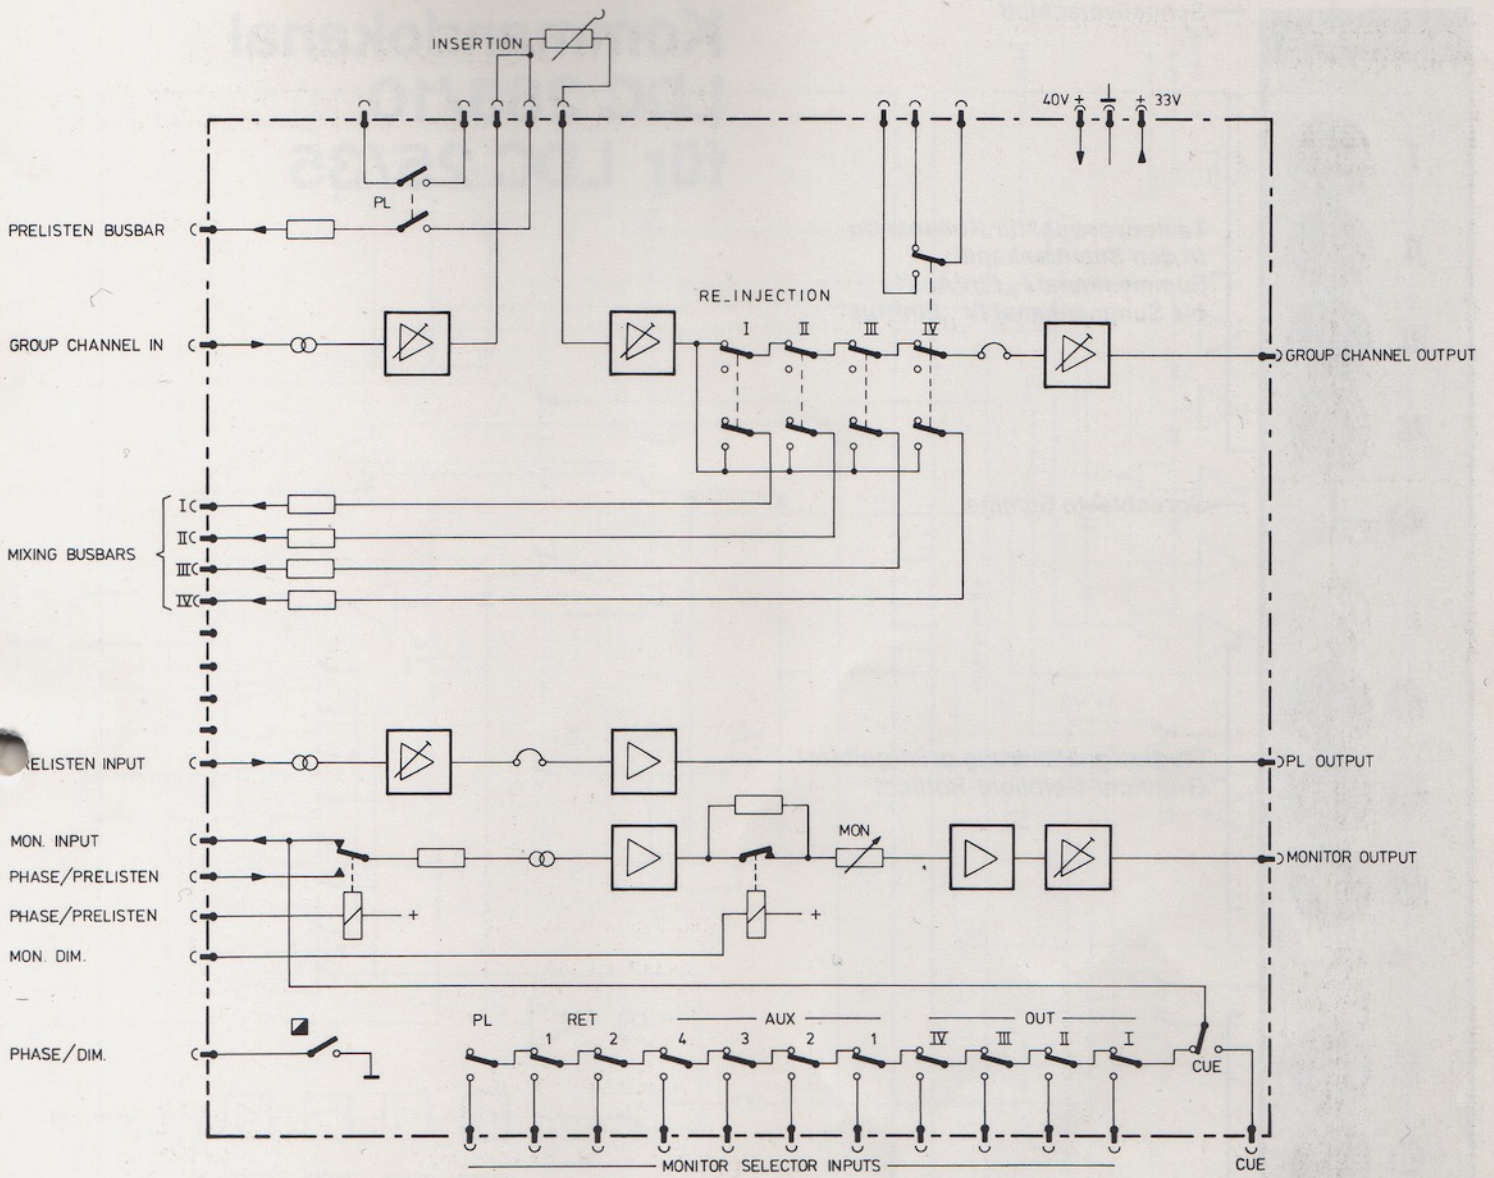 INSERTION
40V +
+ 33V
PL
PRELISTEN BUSBAR
RE_INJECTION
I II III IV
GROUP CHANNEL IN
GROUP CHANNEL OUTPUT
MIXING BUSBARS
I
II
III
IV
RELISTEN INPUT
PL OUTPUT
MON. INPUT
MON
PHASE/PRELISTEN
MONITOR OUTPUT
PHASE/PRELISTEN
+
+
MON. DIM.
PL RET AUX OUT
1 2 4 3 2 1 IV III II I
PHASE/DIM.
CUE
MONITOR SELECTOR INPUTS
CUE